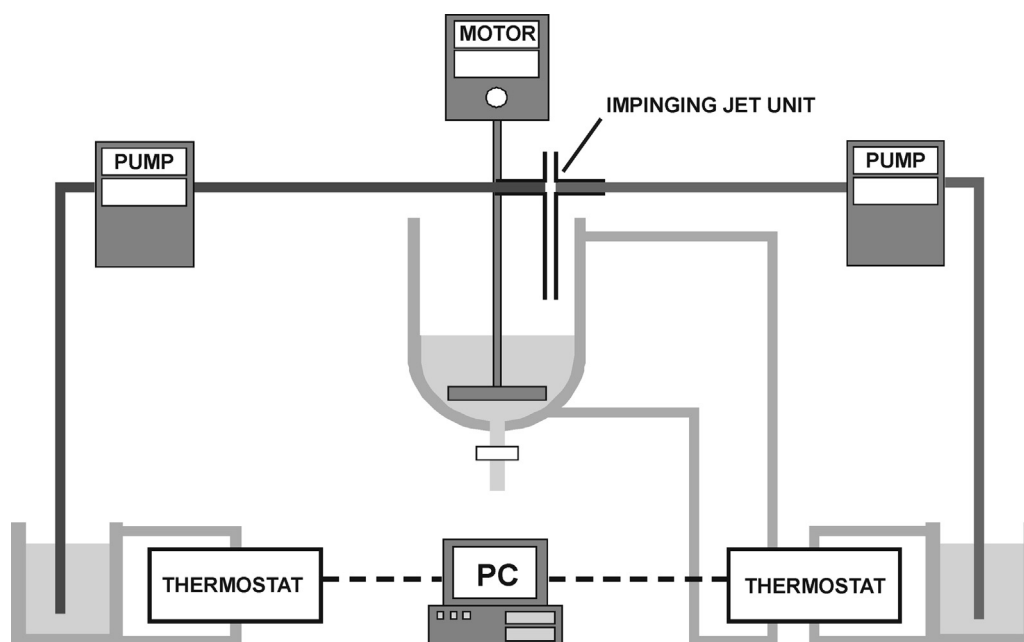 MOTOR
IMPINGING JET UNIT
PUMP
PUMP
THERMOSTAT
PC
THERMOSTAT